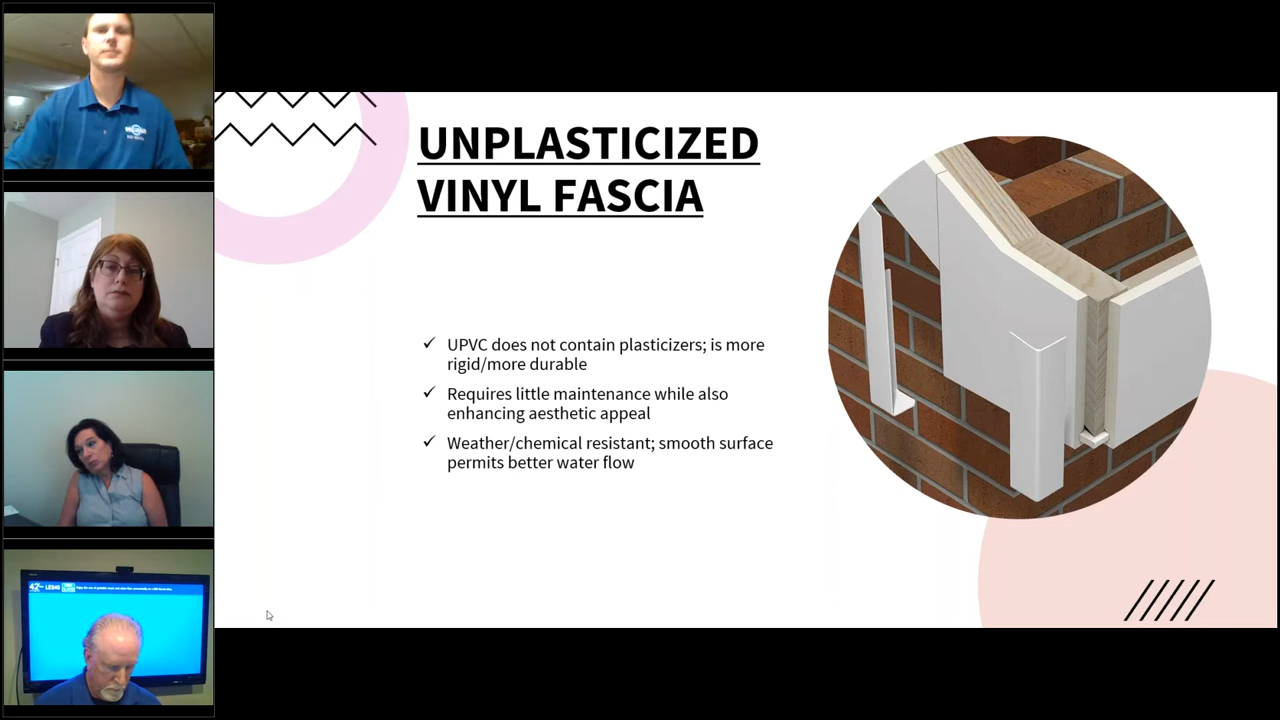 UNPLASTICIZED
VINYL FASCIA
✓ UPVC does not contain plasticizers; is more
rigid/more durable
✓ Requires little maintenance while also
enhancing aesthetic appeal
✓ Weather/chemical resistant; smooth surface
permits better water flow
42"